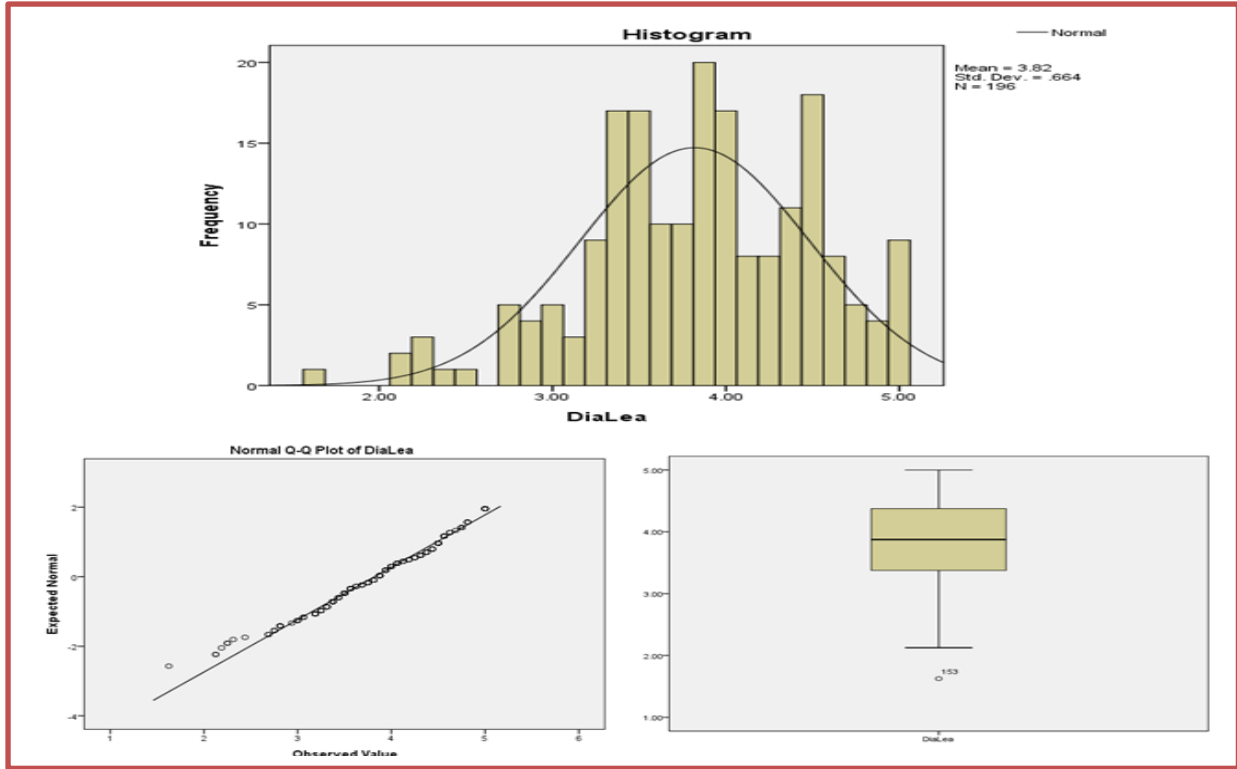 Histogram
Normal
Mean = 3.82
Std. Dev. = .664
N = 196
20
15
10
5
0
Frequency
2.00 3.00 4.00 5.00
DiaLea
Normal Q-Q Plot of DiaLea
2
0
-2
-4
Expected Normal
1 2 3 4 5 6
Observed Value
5.00
4.00
3.00
2.00
1.00
153
DiaLea